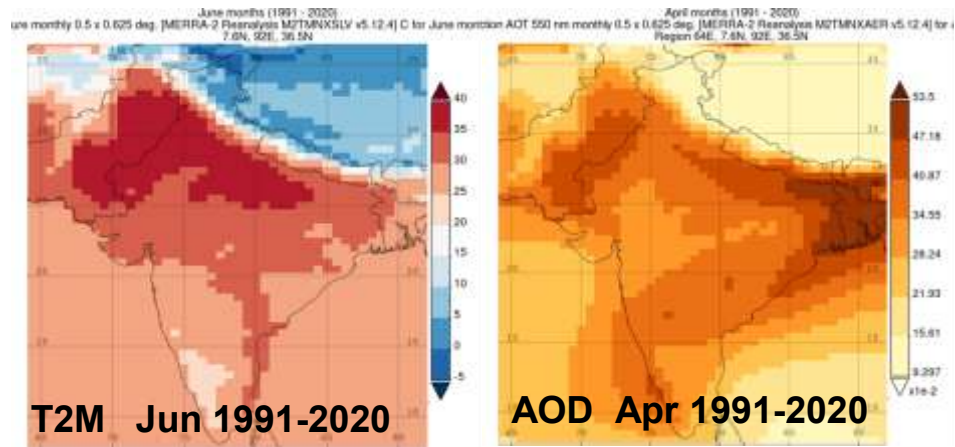 June months (1991 - 2020)
ure monthly 0.5 x 0.625 deg. [MERRA-2 Reanalysis M2TMNXSLV v5.12.4] C for June mont
7.6N, 92E, 36.5N
40
35
30
25
20
15
10
5
0
-5
T2M Jun 1991-2020
April months (1991 - 2020)
ction AOT 550 nm monthly 0.5 x 0.625 deg. [MERRA-2 Reanalysis M2TMNXAER v5.12.4] for
Region 64E, 7.6N, 92E, 36.5N
53.5
47.18
40.87
34.55
28.24
21.93
15.61
9.297
x1e-2
AOD Apr 1991-2020